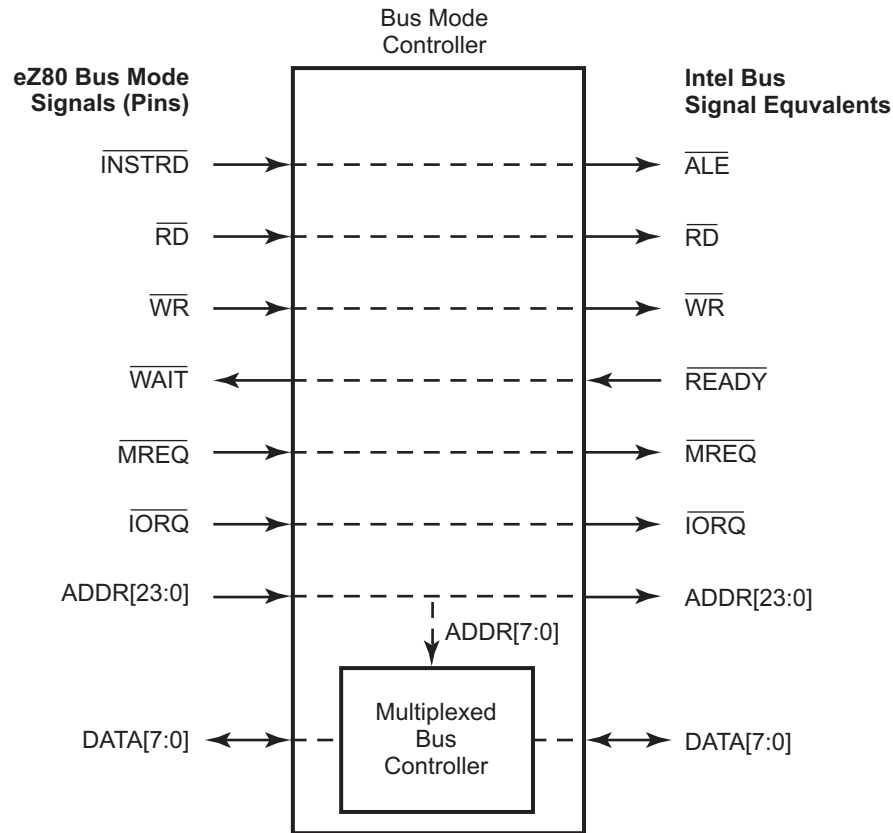 Bus Mode
Controller
eZ80 Bus Mode
Signals (Pins)
Intel Bus
Signal Equvalents
INSTRD
ALE
RD
RD
WR
WR
WAIT
READY
MREQ
MREQ
IORQ
IORQ
ADDR[23:0]
ADDR[23:0]
ADDR[7:0]
DATA[7:0]
Multiplexed
Bus
Controller
DATA[7:0]